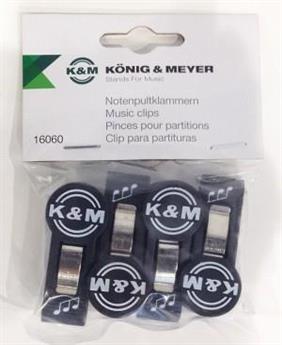 K&M KÖNIG & MEYER
Stands For Music
Notenpultklammern
Music clips
Pinces pour partitions
16060 Clip para partituras
K&M
K&M
K&M
K&M